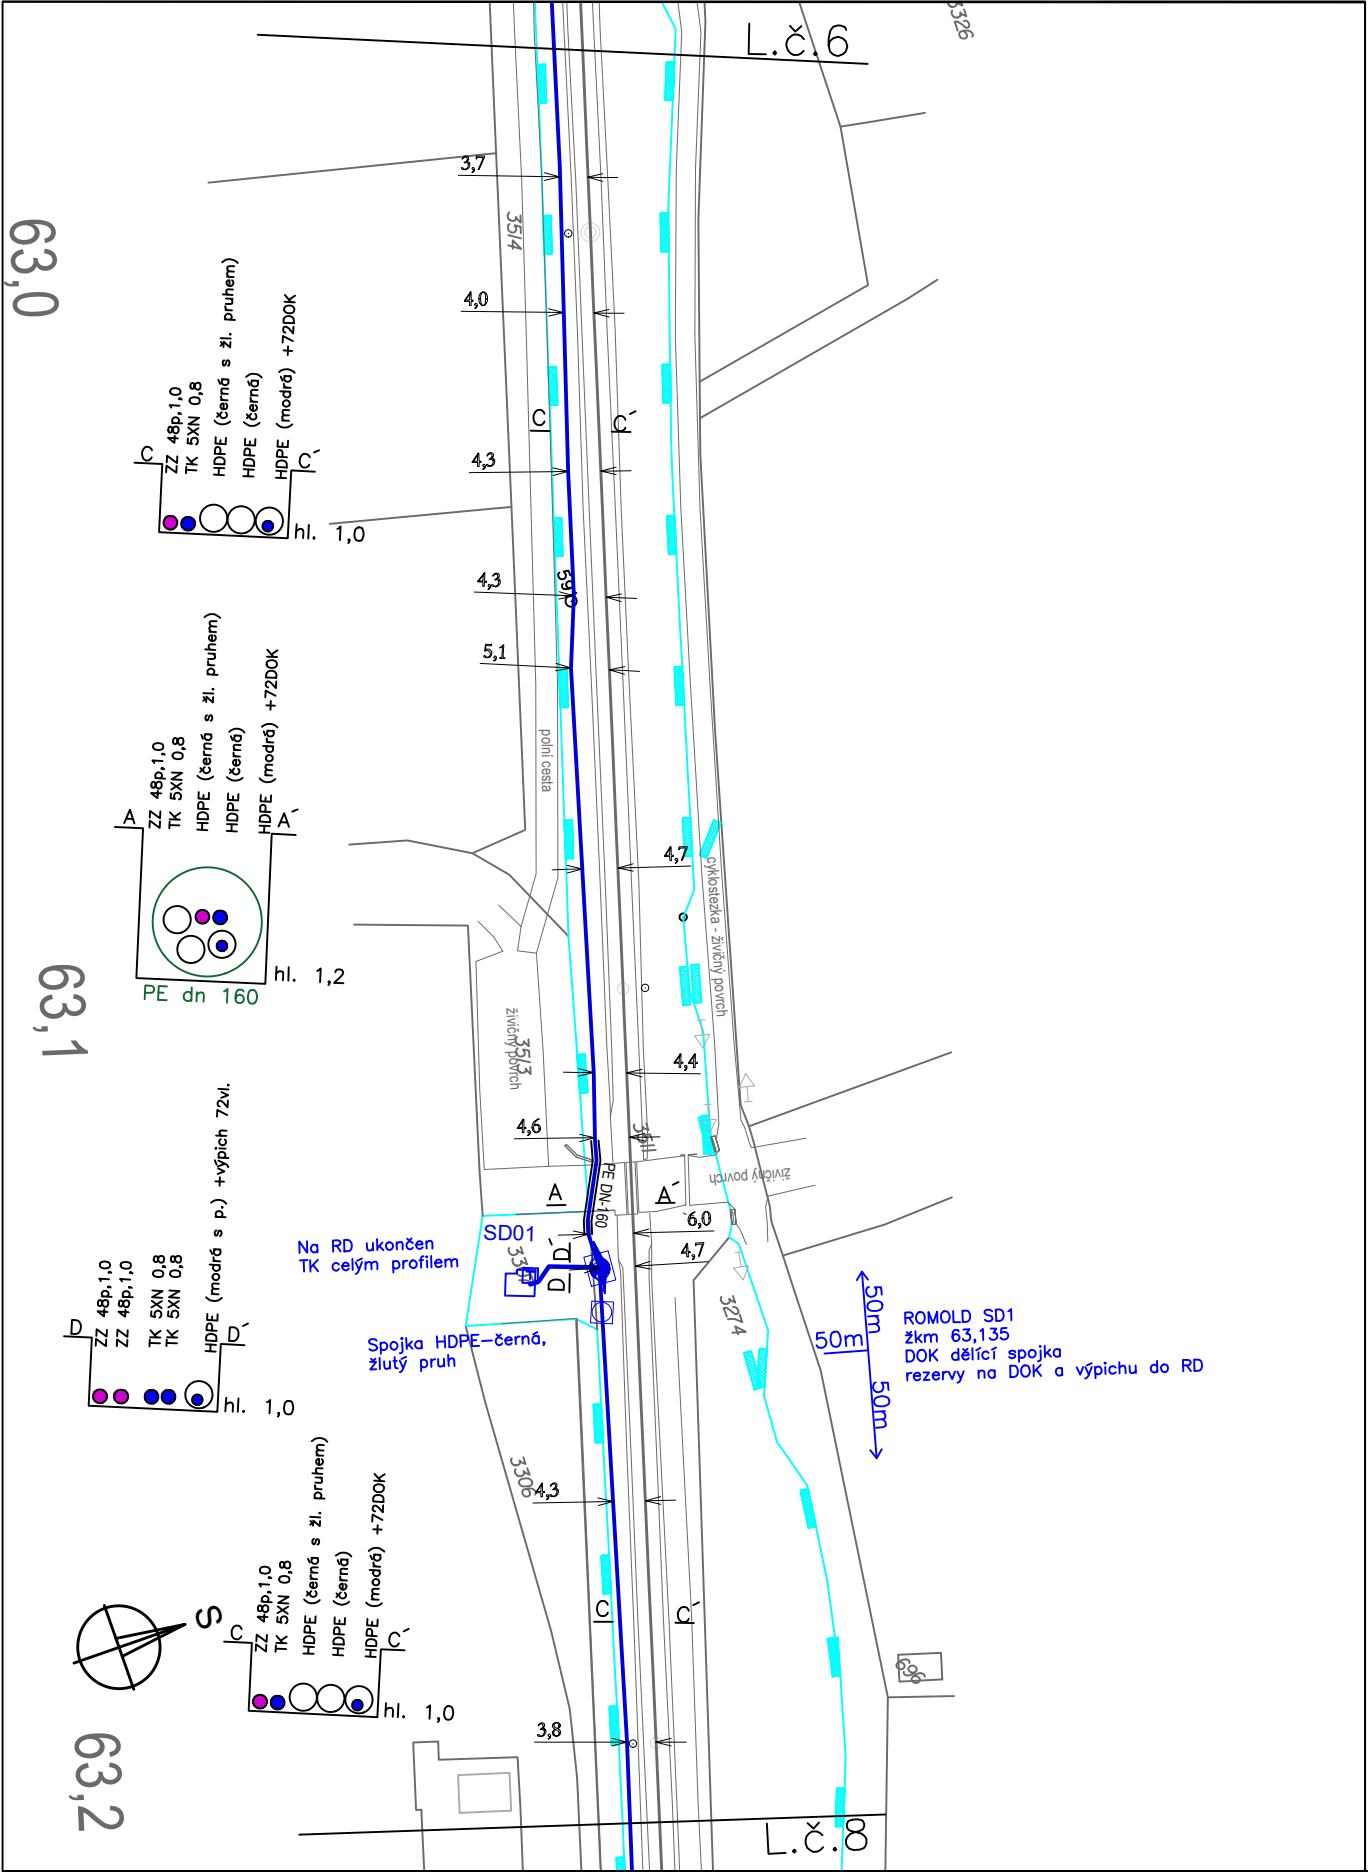 L.č.6
3326
63,0
3,7
35/4
4,0
C
C´
4,3
ZZ 48p,1,0
TK 5XN 0,8
HDPE (černá s žl. pruhem)
HDPE (černá)
HDPE (modrá) +72DOK
C
C´
hl. 1,0
4,3
59
5,1
polní cesta
ZZ 48p,1,0
TK 5XN 0,8
HDPE (černá s žl. pruhem)
HDPE (černá)
HDPE (modrá) +72DOK
A
A´
hl. 1,2
PE dn 160
4,7
cyklostezka - živičný povrch
63,1
živičný povrch
35/3
4,4
4,6
35/1
živičný povrch
PE DN-160
A
A´
6,0
4,7
SD01
D
D´
Na RD ukončen
TK celým profilem
3274
ZZ 48p,1,0
ZZ 48p,1,0
TK 5XN 0,8
TK 5XN 0,8
HDPE (modrá s p.) +výpich 72vl.
D
D´
hl. 1,0
Spojka HDPE-černá,
žlutý pruh
50m
50m
50m
ROMOLD SD1
žkm 63,135
DOK dělící spojka
rezervy na DOK a výpichu do RD
3306
4,3
ZZ 48p,1,0
TK 5XN 0,8
HDPE (černá s žl. pruhem)
HDPE (černá)
HDPE (modrá) +72DOK
C
C´
hl. 1,0
S
C
C´
696
3,8
63,2
L.č.8